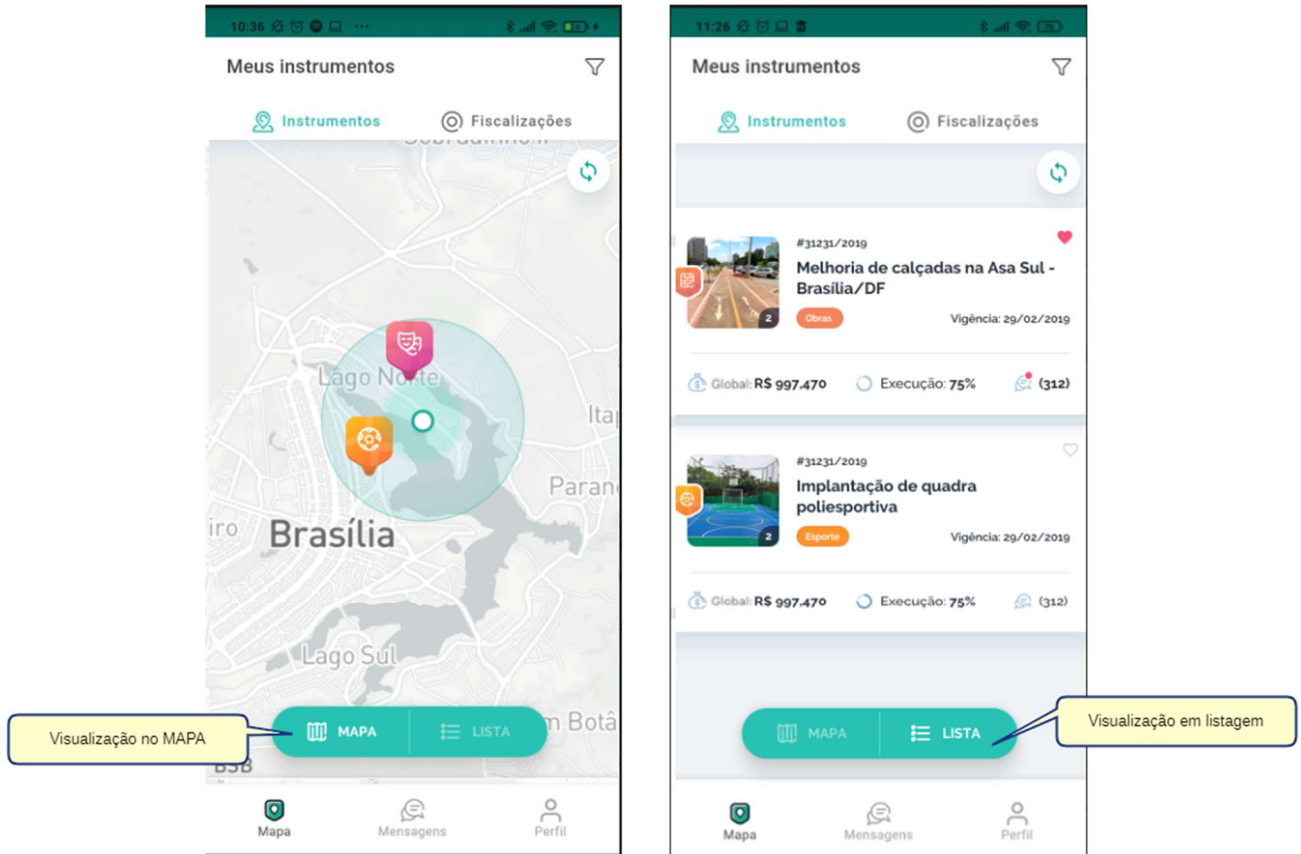 10:36
Meus instrumentos
Instrumentos
Fiscalizações
Lago Norte
Brasília
Lago Sul
BSB
MAPA
LISTA
Mapa
Mensagens
Perfil
Visualização no MAPA
11:26
Meus instrumentos
Instrumentos
Fiscalizações
#31231/2019
Melhoria de calçadas na Asa Sul -
Brasília/DF
2
Obras
Vigência: 29/02/2019
Global: R$ 997,470
Execução: 75%
(312)
#31231/2019
Implantação de quadra
poliesportiva
2
Esporte
Vigência: 29/02/2019
Global: R$ 997,470
Execução: 75%
(312)
MAPA
LISTA
Mapa
Mensagens
Perfil
Visualização em listagem